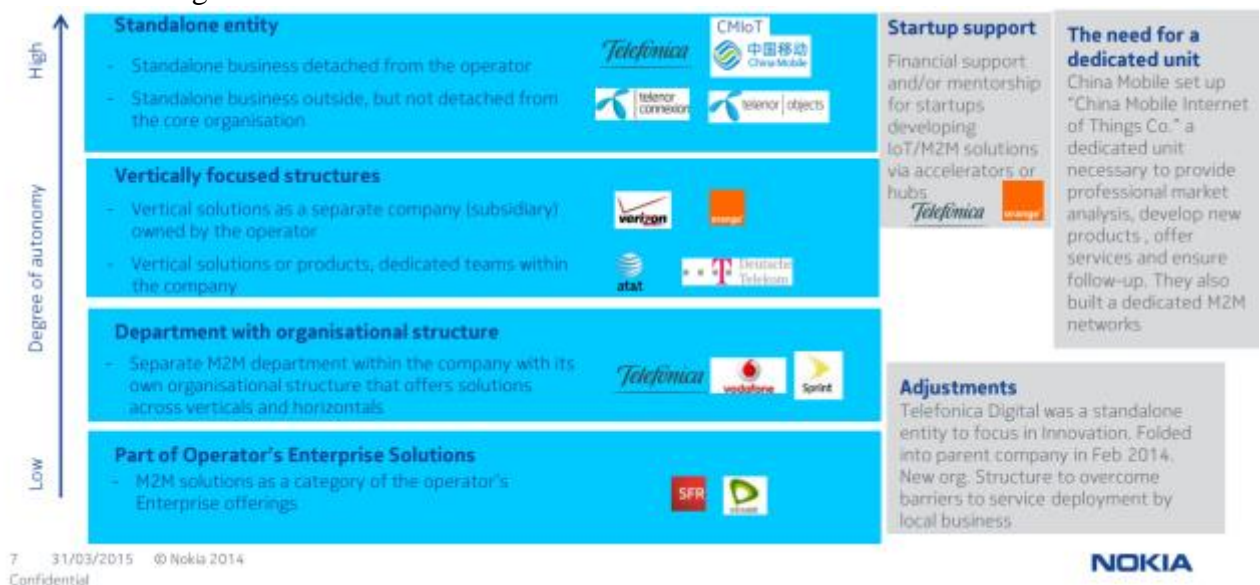 High
Degree of autonomy
Low
Standalone entity
- Standalone business detached from the operator
- Standalone business outside, but not detached from
the core organisation
Telefónica
CMIoT
中国移动
China Mobile
telenor
connexion
telenor | objects
Vertically focused structures
- Vertical solutions as a separate company (subsidiary)
owned by the operator
- Vertical solutions or products, dedicated teams within
the company
verizon
orange
at&t
T Deutsche
Telekom
Department with organisational structure
- Separate M2M department within the company with its
own organisational structure that offers solutions
across verticals and horizontals
Telefónica
vodafone
Sprint
Part of Operator's Enterprise Solutions
- M2M solutions as a category of the operator's
Enterprise offerings
SFR
Startup support
Financial support
and/or mentorship
for startups
developing
IoT/M2M solutions
via accelerators or
hubs
Telefónica
orange
The need for a
dedicated unit
China Mobile set up
"China Mobile Internet
of Things Co." a
dedicated unit
necessary to provide
professional market
analysis, develop new
products , offer
services and ensure
follow-up. They also
built a dedicated M2M
networks
Adjustments
Telefonica Digital was a standalone
entity to focus in Innovation. Folded
into parent company in Feb 2014.
New org. Structure to overcome
barriers to service deployment by
local business
7 31/03/2015 © Nokia 2014
Confidential
NOKIA